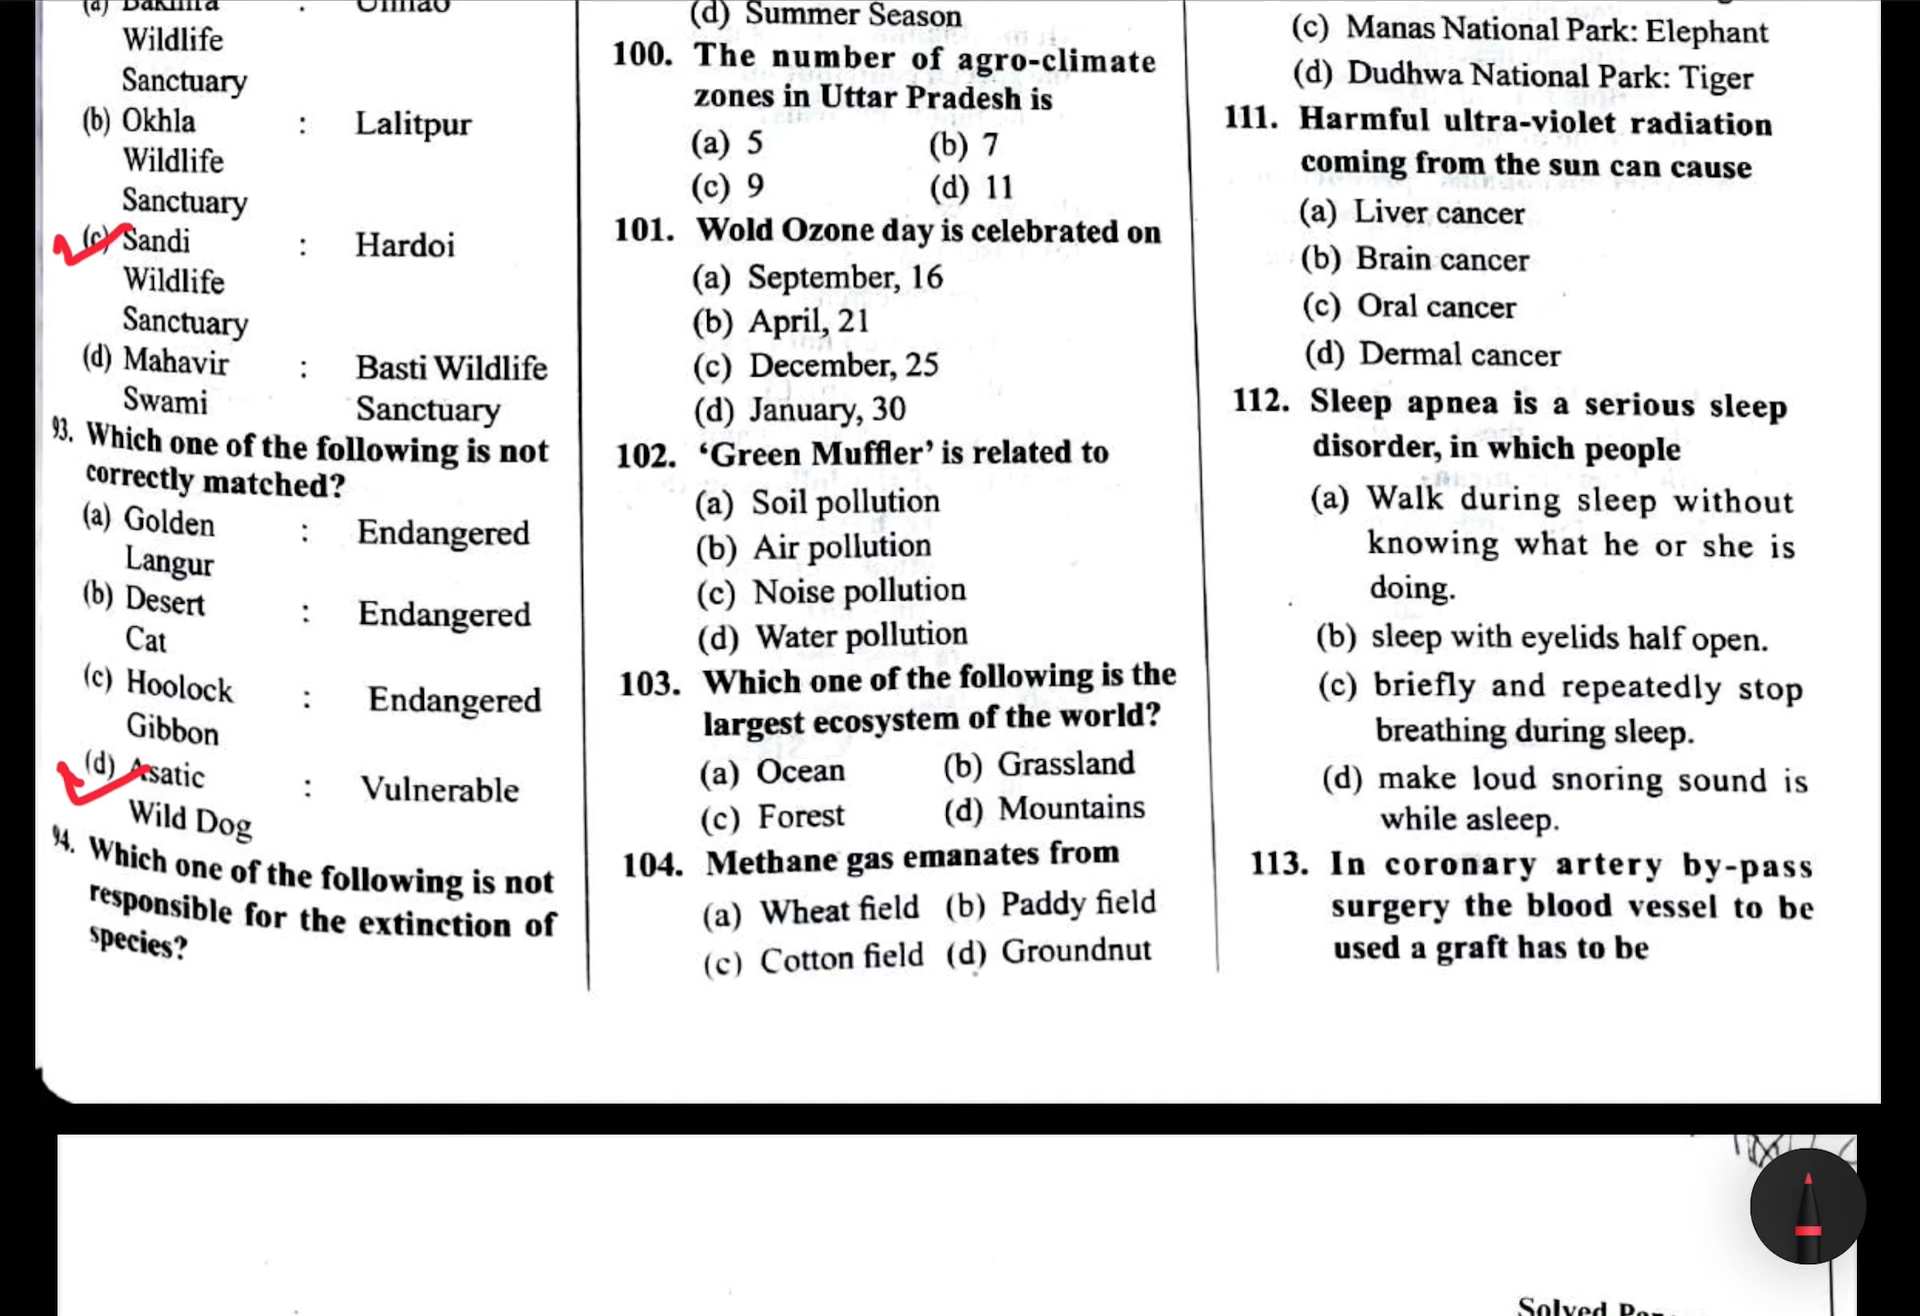 Wildlife
Sanctuary
(b) Okhla : Lalitpur
Wildlife
Sanctuary
(c) Sandi : Hardoi
Wildlife
Sanctuary
(d) Mahavir : Basti Wildlife
Swami Sanctuary
93. Which one of the following is not
correctly matched?
(a) Golden : Endangered
Langur
(b) Desert : Endangered
Cat
(c) Hoolock : Endangered
Gibbon
(d) Asatic : Vulnerable
Wild Dog
94. Which one of the following is not
responsible for the extinction of
species?
(d) Summer Season
100. The number of agro-climate
zones in Uttar Pradesh is
(a) 5 (b) 7
(c) 9 (d) 11
101. Wold Ozone day is celebrated on
(a) September, 16
(b) April, 21
(c) December, 25
(d) January, 30
102. ‘Green Muffler’ is related to
(a) Soil pollution
(b) Air pollution
(c) Noise pollution
(d) Water pollution
103. Which one of the following is the
largest ecosystem of the world?
(a) Ocean (b) Grassland
(c) Forest (d) Mountains
104. Methane gas emanates from
(a) Wheat field (b) Paddy field
(c) Cotton field (d) Groundnut
(c) Manas National Park: Elephant
(d) Dudhwa National Park: Tiger
111. Harmful ultra-violet radiation
coming from the sun can cause
(a) Liver cancer
(b) Brain cancer
(c) Oral cancer
(d) Dermal cancer
112. Sleep apnea is a serious sleep
disorder, in which people
(a) Walk during sleep without
knowing what he or she is
doing.
(b) sleep with eyelids half open.
(c) briefly and repeatedly stop
breathing during sleep.
(d) make loud snoring sound is
while asleep.
113. In coronary artery by-pass
surgery the blood vessel to be
used a graft has to be
Solved